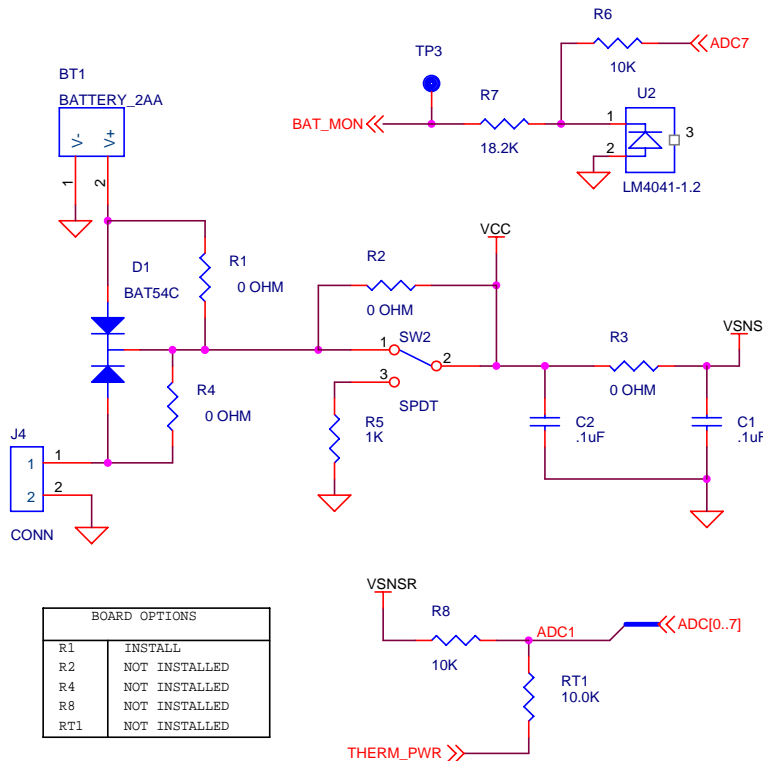 R6
ADC7
10K
TP3
BT1
BATTERY_2AA
V-
V+
1
2
BAT_MON
R7
18.2K
U2
1
2
3
LM4041-1.2
VCC
D1
BAT54C
R1
0 OHM
R2
0 OHM
R4
0 OHM
1
SW2
2
3
SPDT
R5
1K
R3
0 OHM
VSNS
C2
.1uF
C1
.1uF
J4
1
2
1
2
CONN
BOARD OPTIONS
R1 INSTALL
R2 NOT INSTALLED
R4 NOT INSTALLED
R8 NOT INSTALLED
RT1 NOT INSTALLED
VSNSR
R8
10K
ADC1
ADC[0..7]
RT1
10.0K
THERM_PWR